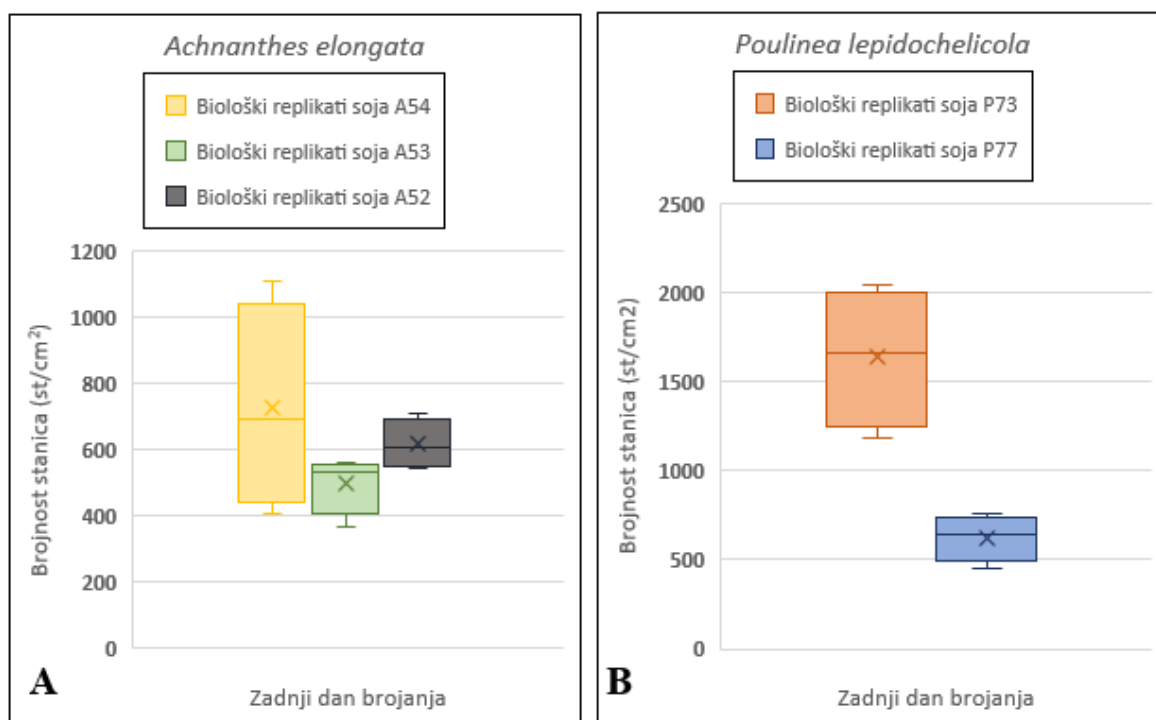 Achnanthes elongata
Biološki replikati soja A54
Biološki replikati soja A53
Biološki replikati soja A52
1200
1000
800
600
400
200
0
Brojnost stanica (st/cm²)
Zadnji dan brojanja
A
Poulinea lepidochelicola
Biološki replikati soja P73
Biološki replikati soja P77
2500
2000
1500
1000
500
0
Brojnost stanica (st/cm2)
Zadnji dan brojanja
B